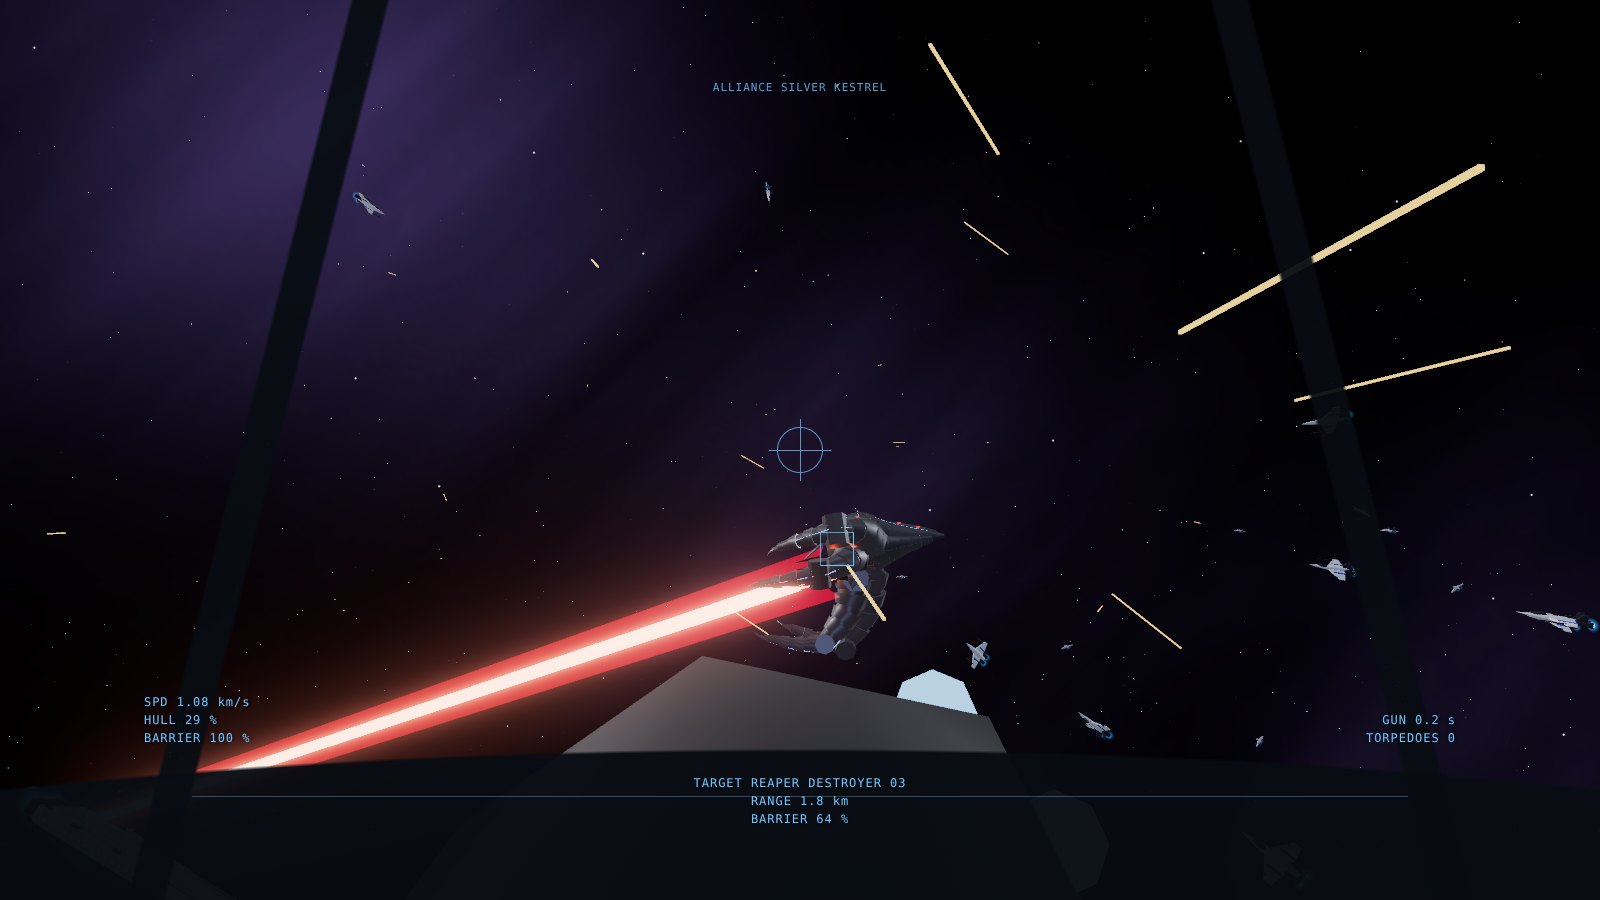 ALLIANCE SILVER KESTREL
SPD 1.08 km/s
HULL 29 %
BARRIER 100 %
GUN 0.2 s
TORPEDOES 0
TARGET REAPER DESTROYER 03
RANGE 1.8 km
BARRIER 64 %